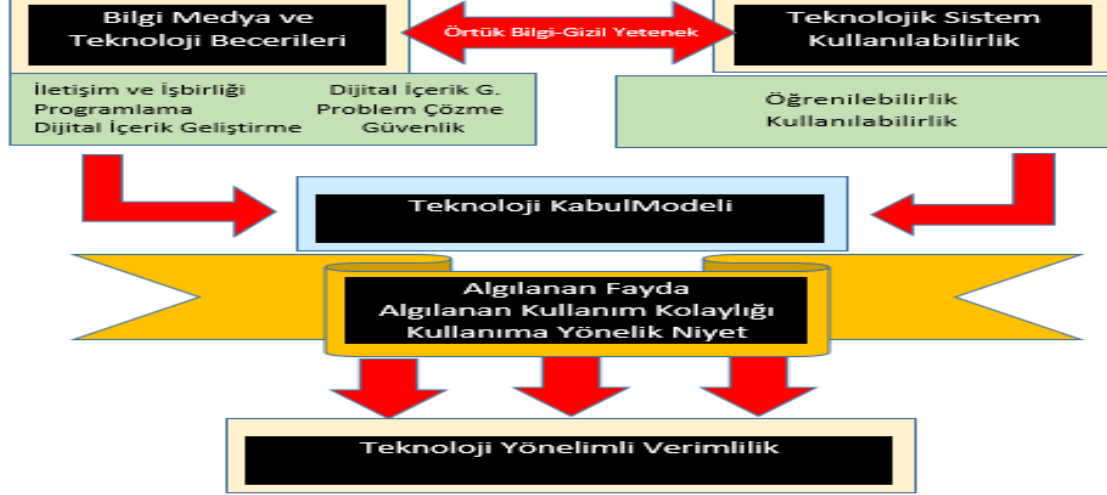 Bilgi Medya ve
Teknoloji Becerileri
Örtük Bilgi-Gizil Yetenek
Teknolojik Sistem
Kullanılabilirlik
İletişim ve İşbirliği Dijital İçerik G.
Programlama Problem Çözme
Dijital İçerik Geliştirme Güvenlik
Öğrenilebilirlik
Kullanılabilirlik
Teknoloji KabulModeli
Algılanan Fayda
Algılanan Kullanım Kolaylığı
Kullanıma Yönelik Niyet
Teknoloji Yönelimli Verimlilik